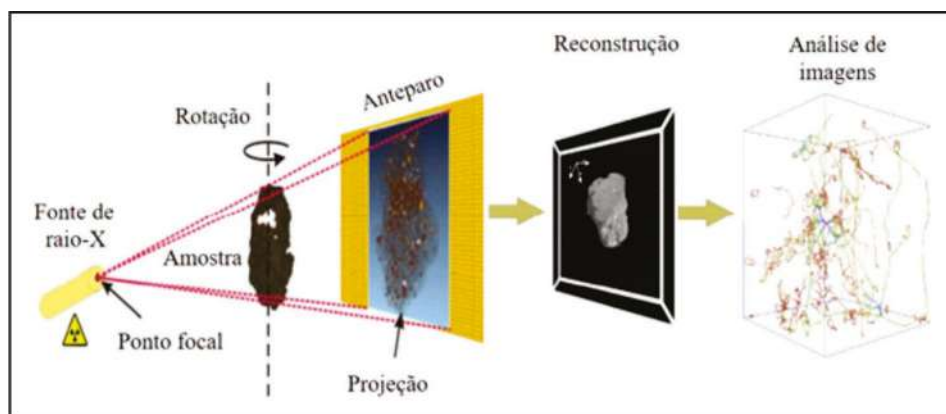 Rotação
Fonte de
raio-X
Amostra
Ponto focal
Anteparo
Projeção
Reconstrução
Análise de
imagens